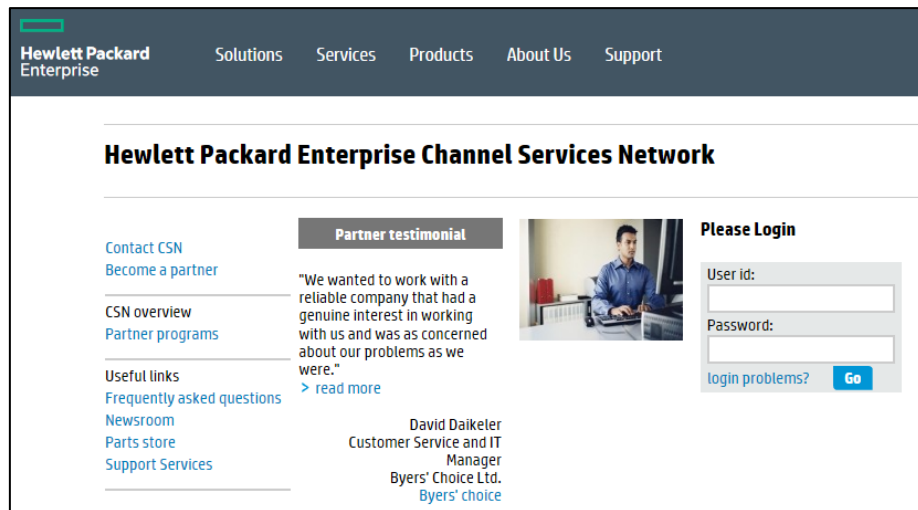 Hewlett Packard
Enterprise
Solutions
Services
Products
About Us
Support
Hewlett Packard Enterprise Channel Services Network
Contact CSN
Become a partner
CSN overview
Partner programs
Useful links
Frequently asked questions
Newsroom
Parts store
Support Services
Partner testimonial
"We wanted to work with a
reliable company that had a
genuine interest in working
with us and was as concerned
about our problems as we
were."
> read more
David Daikeler
Customer Service and IT
Manager
Byers' Choice Ltd.
Byers' choice
Please Login
User id:
Password:
login problems?
Go